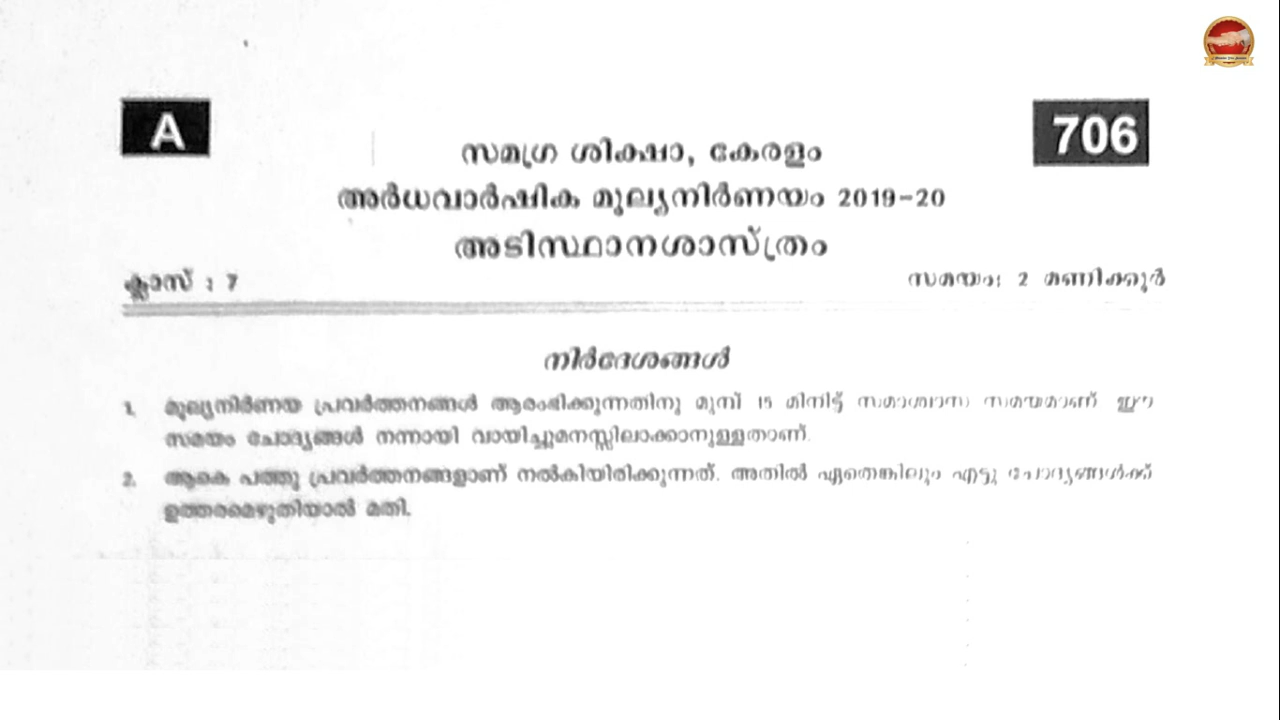 A
706
സമഗ്ര ശിക്ഷാ, കേരളം
അർധവാർഷിക മൂല്യനിർണയം 2019-20
അടിസ്ഥാനശാസ്ത്രം
ക്ലാസ് : 7
സമയം: 2 മണിക്കൂർ
നിർദേശങ്ങൾ
1. മൂല്യനിർണയ പ്രവർത്തനങ്ങൾ ആരംഭിക്കുന്നതിനു മുമ്പ് 15 മിനിട്ട് സമാശ്വാസ സമയമാണ് ഈ
സമയം ചോദ്യങ്ങൾ നന്നായി വായിച്ചുമനസ്സിലാക്കാനുള്ളതാണ്.
2. ആകെ പത്തു പ്രവർത്തനങ്ങളാണ് നൽകിയിരിക്കുന്നത്. അതിൽ ഏതെങ്കിലും എട്ടു ചോദ്യങ്ങൾക്ക്
ഉത്തരമെഴുതിയാൽ മതി.